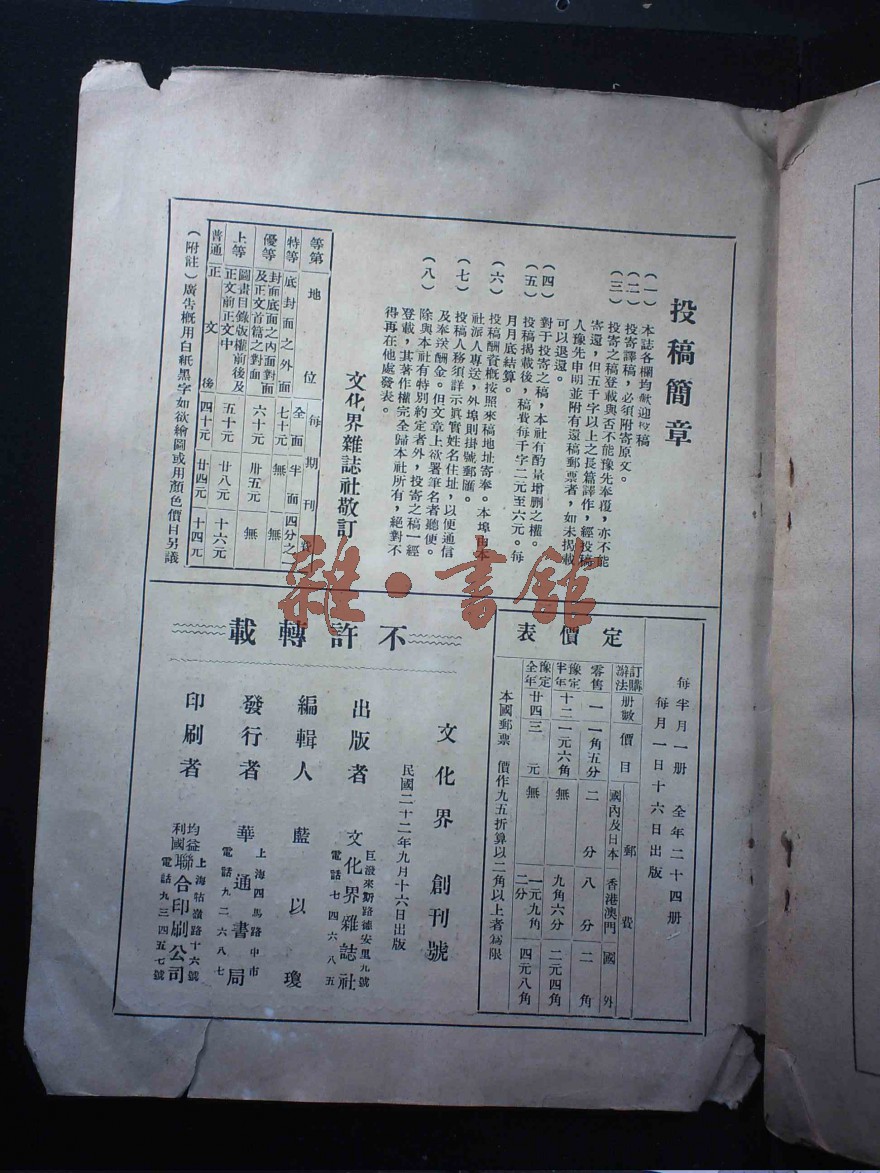 投稿簡章
(一) 本誌各欄均歡迎投稿
(二) 投寄譯稿，必須附寄原文。
(三) 投寄之稿登載與否不能豫先奉覆，亦不能
寄還，但五千字以上之長篇譯作，經投稿
人豫先申明並附有還稿郵票者，如未揭載
可以退還。
(四) 對于投寄之稿，本社有酌量增删之權。
(五) 投稿揭載後，稿費每千字二元至六元。每
月月底結算。
(六) 投稿酬資概按照來稿地址寄奉。本埠由本
社派人專送，外埠則掛號郵匯。
(七) 投稿人務須詳示眞實姓名住址，以便通信
及奉送酬金。但文章上欲署筆名者聽便。
(八) 除與本社有特別約定者外，投寄之稿一經
登載，其著作權完全歸本社所有，絕對不
得再在他處發表。
文化界雜誌社敬訂
等第 地位 每期刊費
全面 半面 四分之一
特等 底封面之外面 七十元 無 無
優等 封面底面之內面對面
及正文首篇之對面 六十元 卅五元 無
上等 圖畫目錄版權前後及
正文前正文中 五十元 廿八元 十六元
普通 正文後 四十元 廿四元 十四元
(附註) 廣告概用白紙黑字如欲繪圖或用顏色價目另議
每半月一册 全年二十四册
每月一日十六日出版
定價表
訂購辦法 册數 價目 郵費
國內及日本 香港澳門 國外
零售 一 一角五分 二分 八分 二角
豫定半年 十二 一元六角 無 九角六分 二元四角
豫定全年 廿四 三元 無 一元九角二分 四元八角
本國郵票 價作九五折算以二角以上者爲限
不許轉載
文化界 創刊號
民國二十二年九月十六日出版
出版者 文化界雜誌社
巨潑來斯路德安里九號
電話七四六八五
編輯人 藍以瓊
發行者 華通書局
上海四馬路中市
電話九二六八七
印刷者 均益利國聯合印刷公司
上海牯嶺路十六號
電話九三四五七號
雜·書館